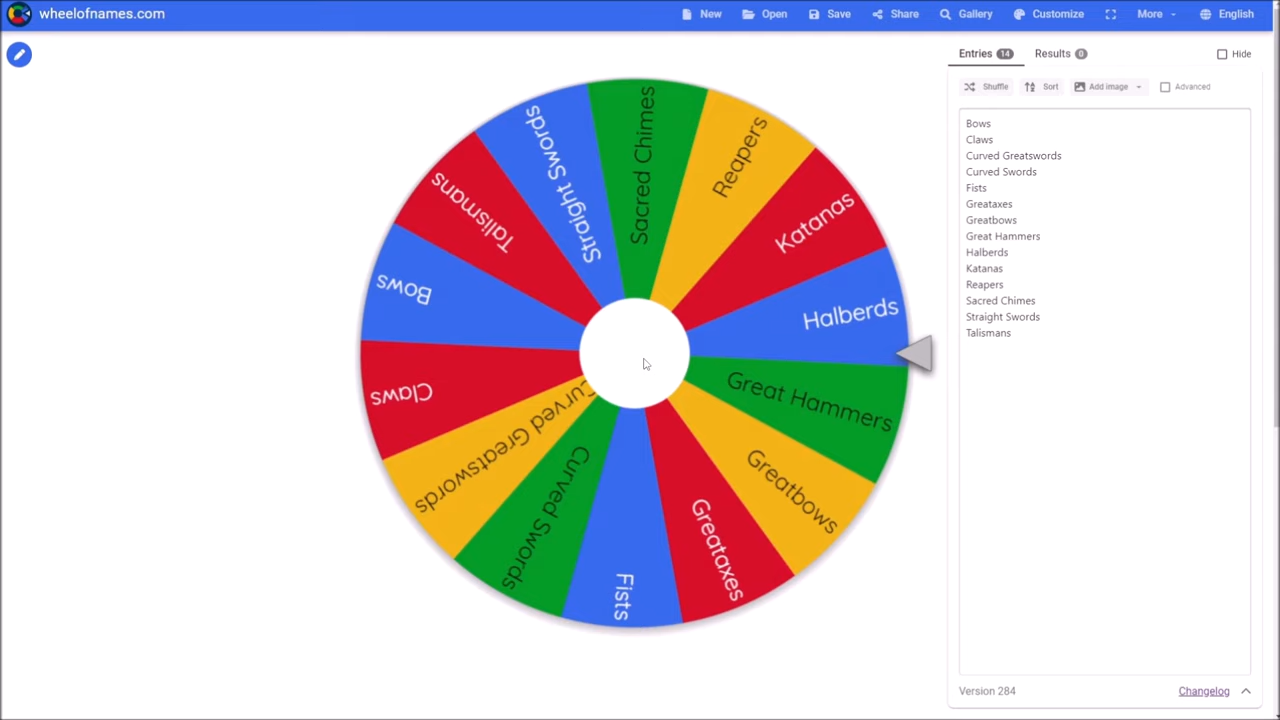 wheelofnames.com
New
Open
Save
Share
Gallery
Customize
More
English
Entries 14
Results 0
Hide
Shuffle
Sort
Add image
Advanced
Bows
Claws
Curved Greatswords
Curved Swords
Fists
Greataxes
Greatbows
Great Hammers
Halberds
Katanas
Reapers
Sacred Chimes
Straight Swords
Talismans
Version 284
Changelog
Sacred Chimes
Reapers
Katanas
Halberds
Great Hammers
Greatbows
Greataxes
Fists
Curved Swords
Curved Greatswords
Claws
Bows
Talismans
Straight Swords